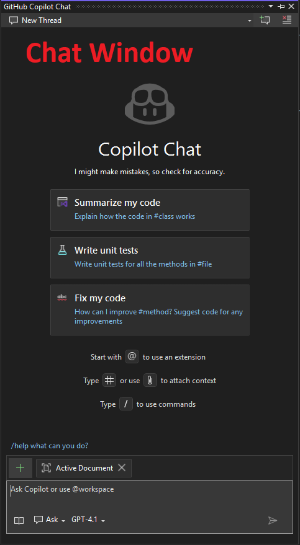 GitHub Copilot Chat
New Thread
Chat Window
Copilot Chat
I might make mistakes, so check for accuracy.
Summarize my code
Explain how the code in #class works
Write unit tests
Write unit tests for all the methods in #file
Fix my code
How can I improve #method? Suggest code for any
improvements
Start with @ to use an extension
Type # or use to attach context
Type / to use commands
/help what can you do?
+ Active Document
Ask Copilot or use @workspace
Ask GPT-4.1